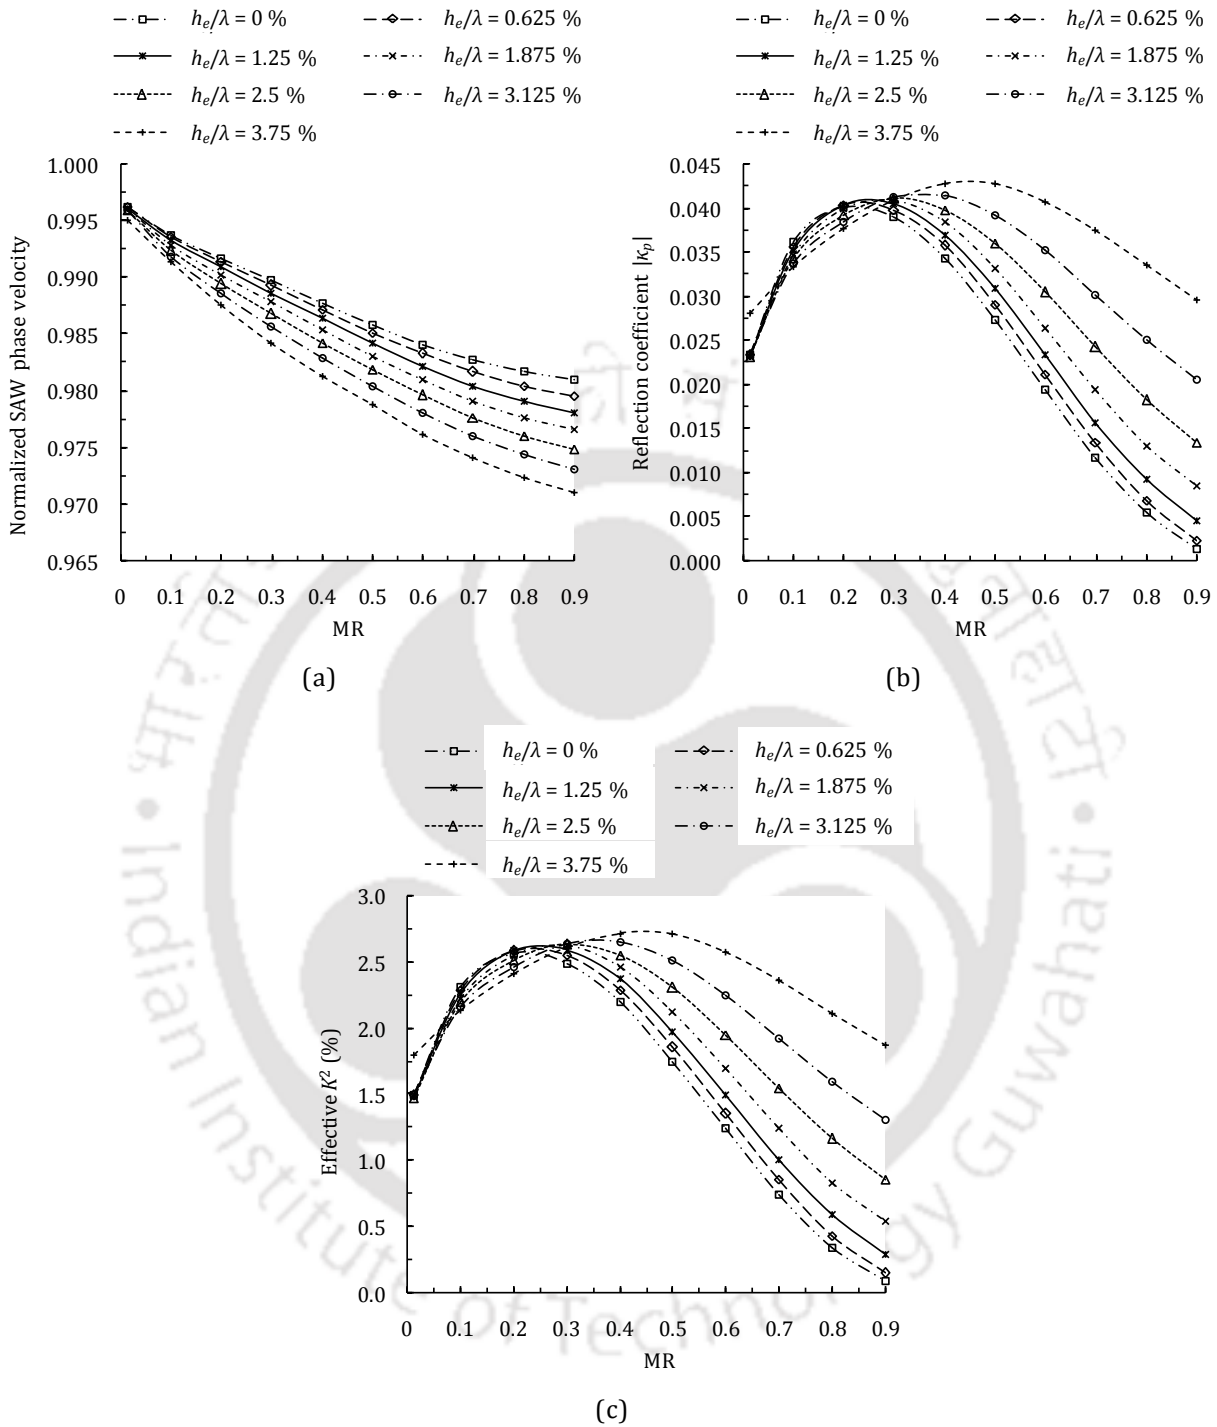 hₑ/λ = 0 % hₑ/λ = 0.625 %
hₑ/λ = 1.25 % hₑ/λ = 1.875 %
hₑ/λ = 2.5 % hₑ/λ = 3.125 %
hₑ/λ = 3.75 %
Normalized SAW phase velocity
1.000
0.995
0.990
0.985
0.980
0.975
0.970
0.965
0 0.1 0.2 0.3 0.4 0.5 0.6 0.7 0.8 0.9
MR
(a)
hₑ/λ = 0 % hₑ/λ = 0.625 %
hₑ/λ = 1.25 % hₑ/λ = 1.875 %
hₑ/λ = 2.5 % hₑ/λ = 3.125 %
hₑ/λ = 3.75 %
Reflection coefficient |κₚ|
0.045
0.040
0.035
0.030
0.025
0.020
0.015
0.010
0.005
0.000
0 0.1 0.2 0.3 0.4 0.5 0.6 0.7 0.8 0.9
MR
(b)
hₑ/λ = 0 % hₑ/λ = 0.625 %
hₑ/λ = 1.25 % hₑ/λ = 1.875 %
hₑ/λ = 2.5 % hₑ/λ = 3.125 %
hₑ/λ = 3.75 %
Effective K² (%)
3.0
2.5
2.0
1.5
1.0
0.5
0.0
0 0.1 0.2 0.3 0.4 0.5 0.6 0.7 0.8 0.9
MR
(c)
Indian Institute of Technology Guwahati